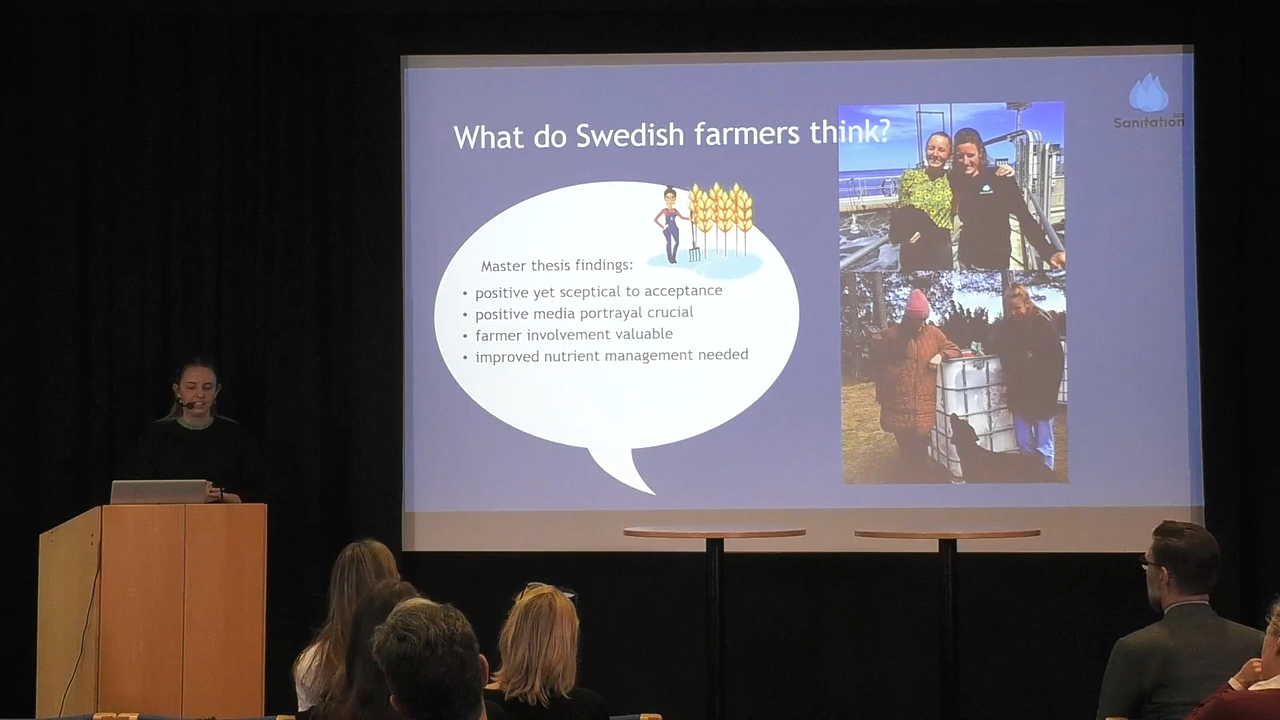 What do Swedish farmers think?
Sanitation
Master thesis findings:
• positive yet sceptical to acceptance
• positive media portrayal crucial
• farmer involvement valuable
• improved nutrient management needed